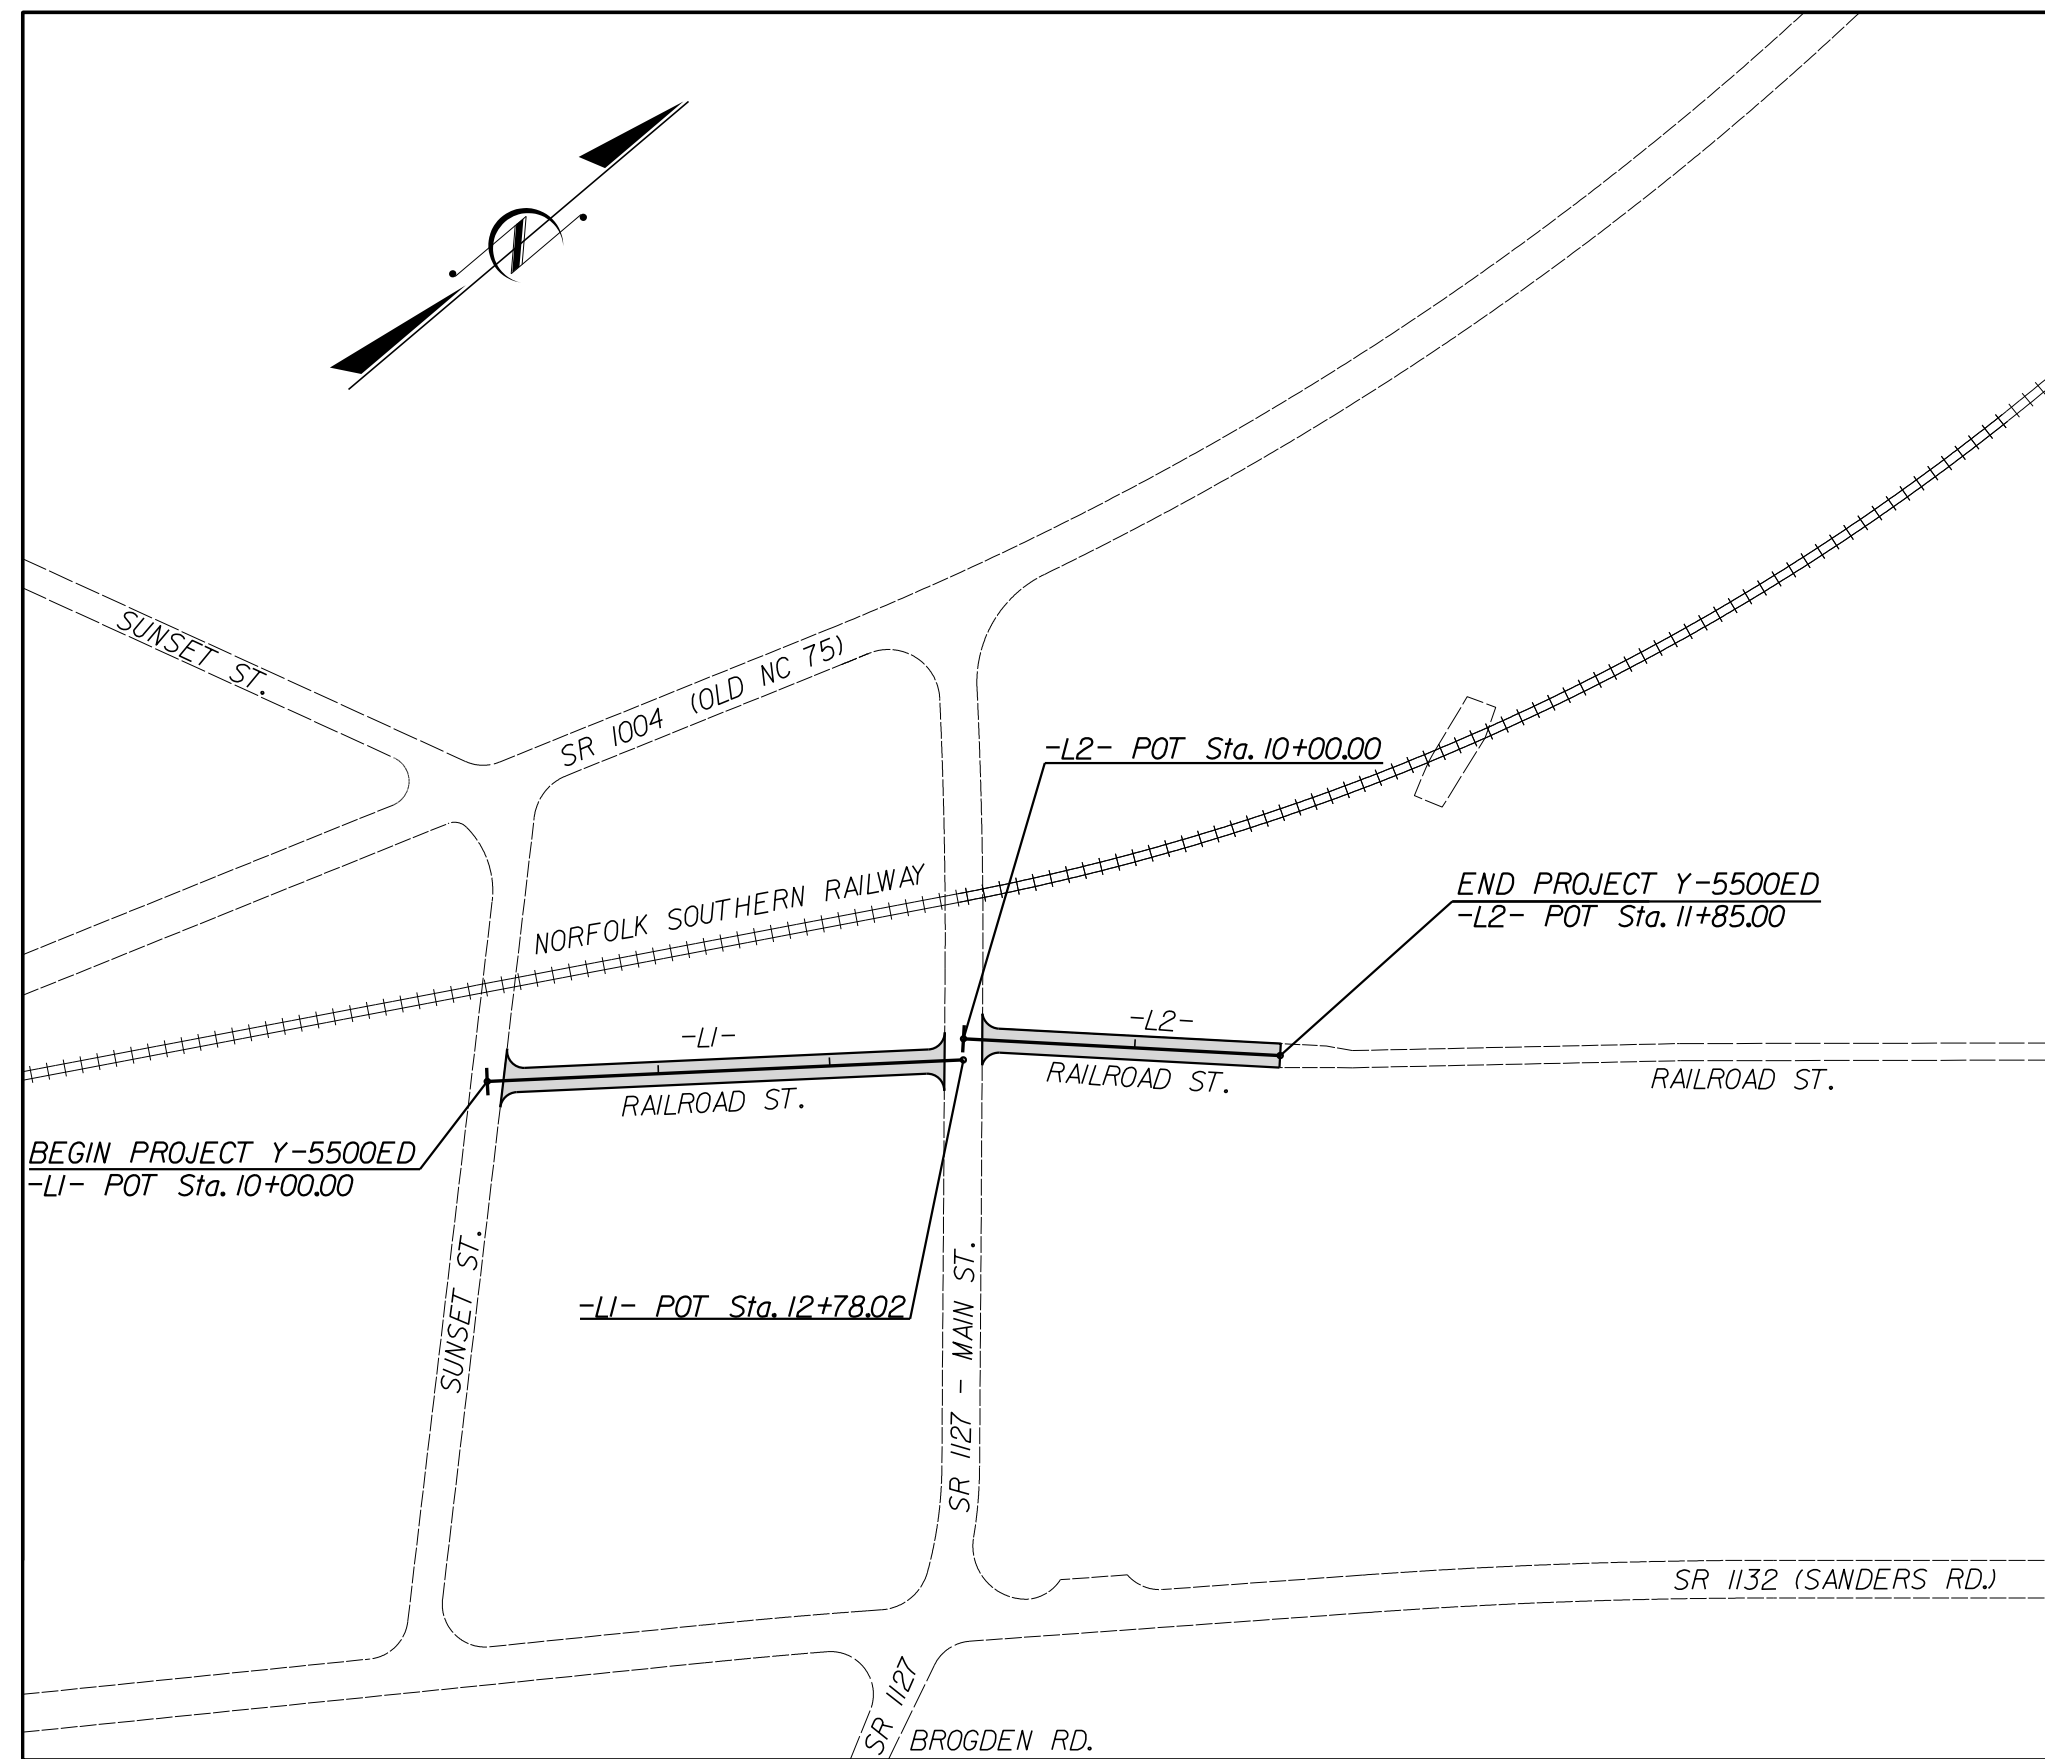 SUNSET ST.
SR 1004 (OLD NC 75)
-L2- POT Sta. 10+00.00
NORFOLK SOUTHERN RAILWAY
END PROJECT Y-5500ED
-L2- POT Sta. 11+85.00
-L1-
-L2-
RAILROAD ST.
RAILROAD ST.
RAILROAD ST.
BEGIN PROJECT Y-5500ED
-L1- POT Sta. 10+00.00
SUNSET ST.
-L1- POT Sta. 12+78.02
SR 1127 - MAIN ST.
SR 1132 (SANDERS RD.)
SR 1127
BROGDEN RD.